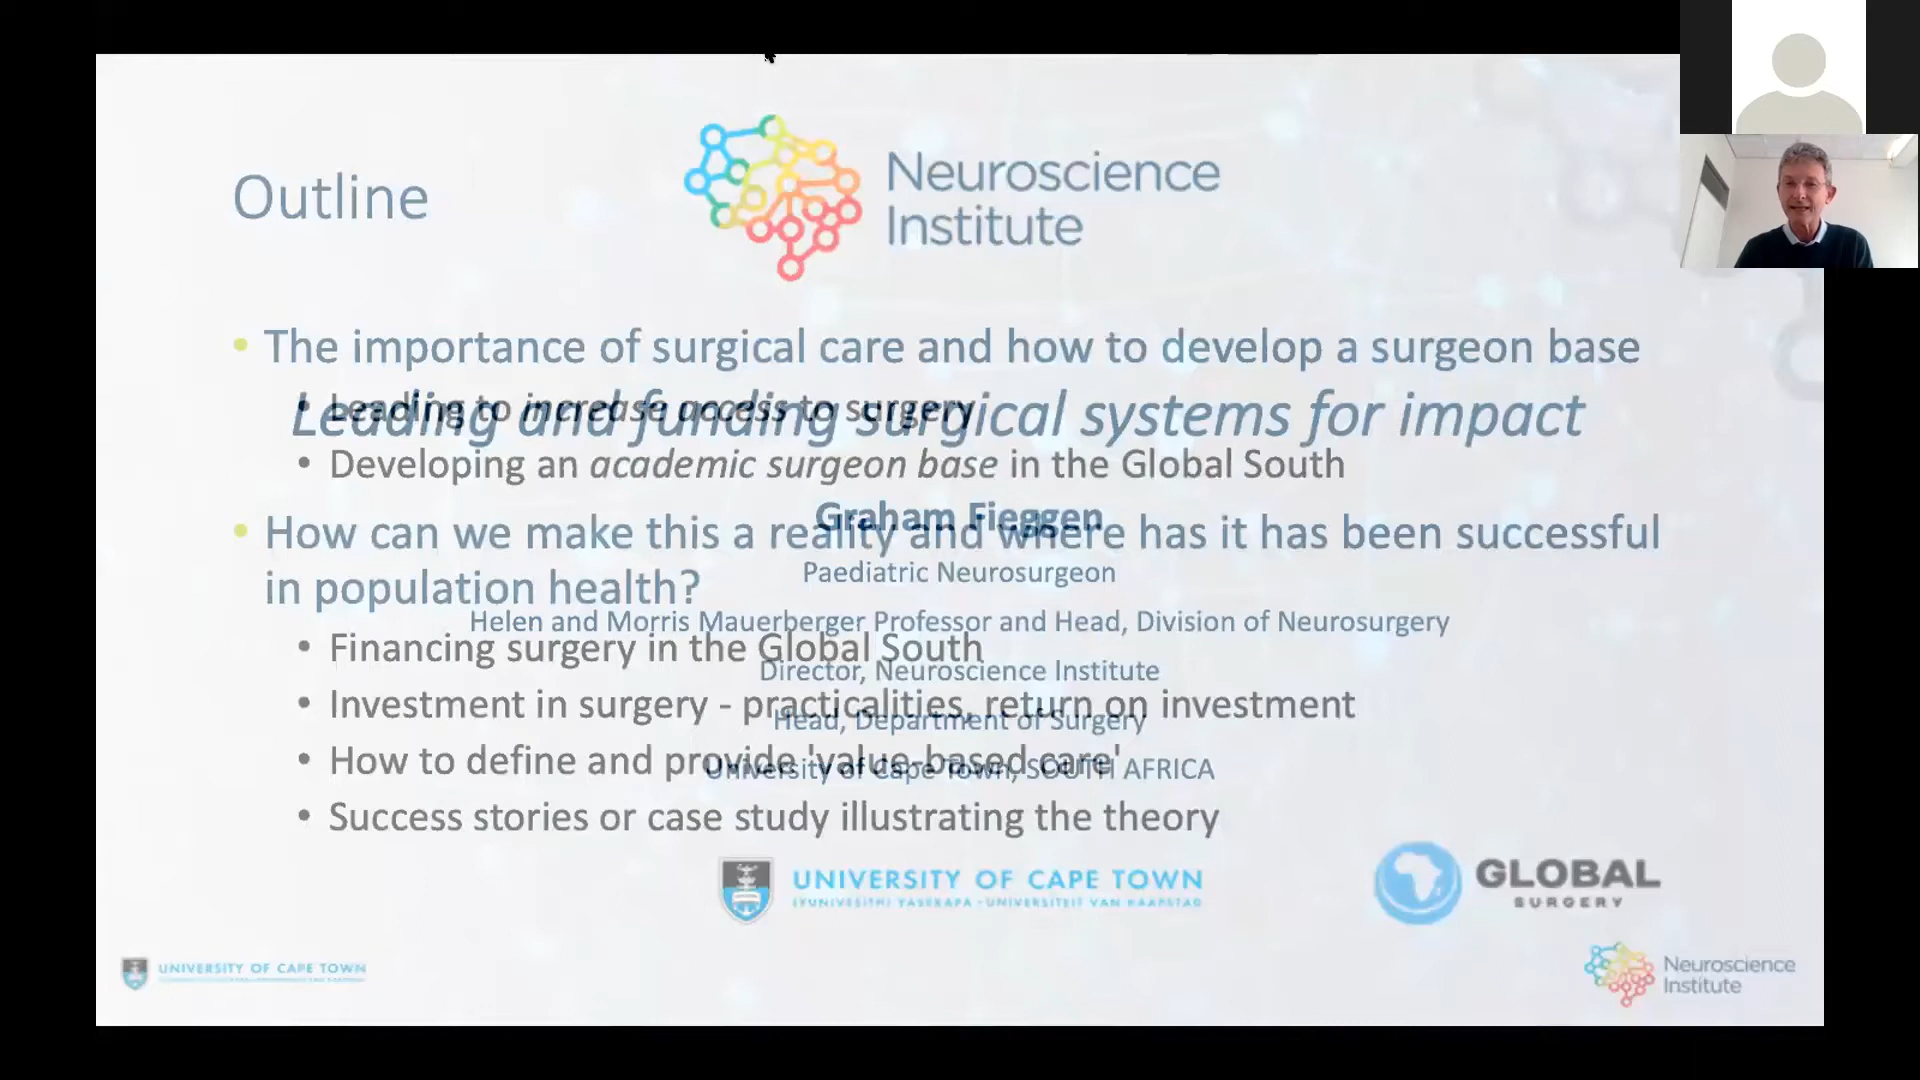 Neuroscience
Institute
Outline
The importance of surgical care and how to develop a surgeon base
Leading to increase access to surgery
Leading and funding surgical systems for impact
Developing an academic surgeon base in the Global South
Graham Fieggen
How can we make this a reality and where has it has been successful
in population health?
Paediatric Neurosurgeon
Helen and Morris Mauerberger Professor and Head, Division of Neurosurgery
Financing surgery in the Global South
Director, Neuroscience Institute
Investment in surgery - practicalities, return on investment
Head, Department of Surgery
How to define and provide 'value-based care'
University of Cape Town, SOUTH AFRICA
Success stories or case study illustrating the theory
UNIVERSITY OF CAPE TOWN
IYUNIVESITHI YASEKAPA • UNIVERSITEIT VAN KAAPSTAD
GLOBAL
SURGERY
UNIVERSITY OF CAPE TOWN
Neuroscience
Institute